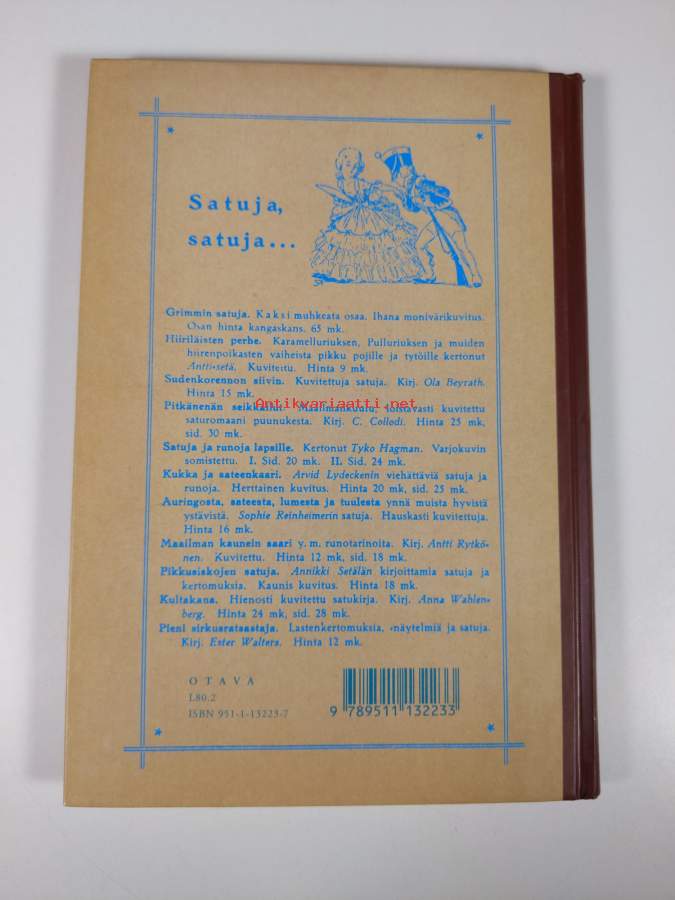 Satuja,
satuja...
Grimmin satuja. Kaksi muhkeata osaa. Ihana monivärikuvitus.
Osan hinta kangaskans. 65 mk.
Hiiriläisten perhe. Karamelluriuksen, Pulluriuksen ja muiden
hiirenpoikasten vaiheista pikku pojille ja tytöille kertonut
Antti-setä. Kuviteitu. Hinta 9 mk.
Sudenkorennon siivin. Kuvitettuja satuja. Kirj. Ola Beyrath.
Hinta 15 mk.
Antikvariaatti.net
Pitkänenän seikkailut. Maailmankuulu, loistavasti kuvitettu
saturomaani puunukesta. Kirj. C. Collodi. Hinta 25 mk,
sid. 30 mk.
Satuja ja runoja lapsille. Kertonut Tyko Hagman. Varjokuvin
somistettu. I. Sid. 20 mk. II. Sid. 24 mk.
Kukka ja sateenkaari. Arvid Lydeckenin viehättäviä satuja ja
runoja. Herttainen kuvitus. Hinta 20 mk, sid. 25 mk.
Auringosta, sateesta, lumesta ja tuulesta ynnä muista hyvistä
ystävistä. Sophie Reinheimerin satuja. Hauskasti kuvitettuja.
Hinta 16 mk.
Maailman kaunein saari y. m. runotarinoita. Kirj. Antti Rytkö-
nen. Kuvitettu. Hinta 12 mk, sid. 18 mk.
Pikkusiskojen satuja. Annikki Setälän kirjoittamia satuja ja
kertomuksia. Kaunis kuvitus. Hinta 18 mk.
Kultakana. Hienosti kuvitettu satukirja. Kirj. Anna Wahlen-
berg. Hinta 24 mk, sid. 28 mk.
Pieni sirkusratsastaja. Lastenkertomuksia, -näytelmiä ja satuja.
Kirj. Ester Walters. Hinta 12 mk.
OTAVA
L80.2
ISBN 951-1-13223-7
9 789511 132233